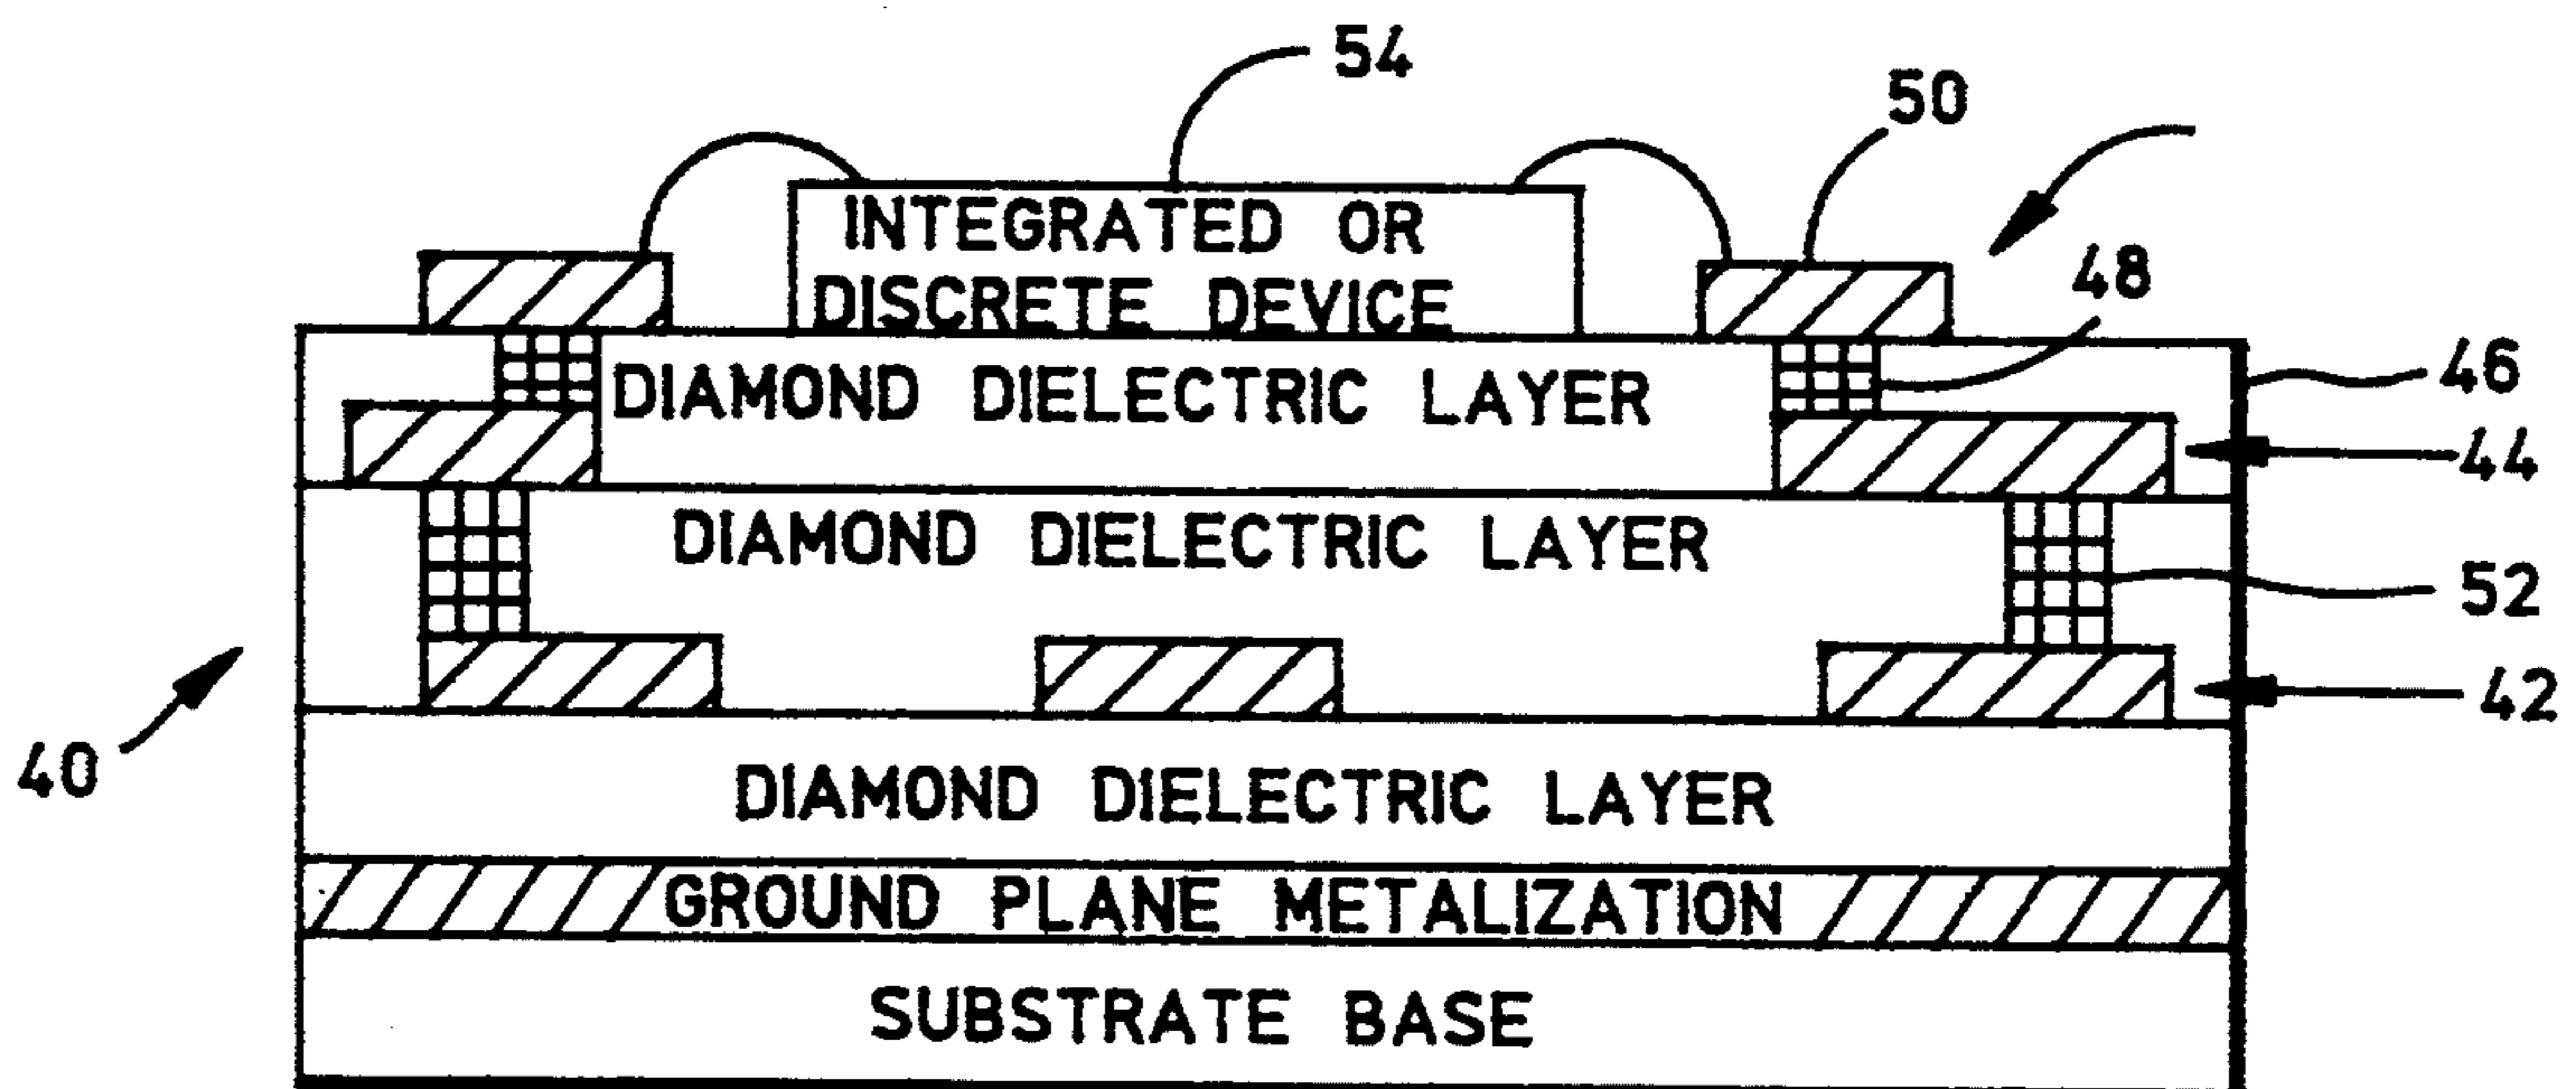 54
50
INTEGRATED OR
DISCRETE DEVICE
48
DIAMOND DIELECTRIC LAYER
46
44
DIAMOND DIELECTRIC LAYER
52
42
40
DIAMOND DIELECTRIC LAYER
GROUND PLANE METALIZATION
SUBSTRATE BASE